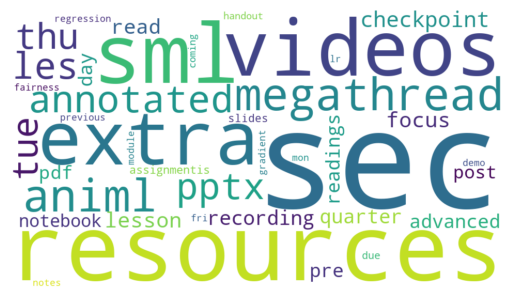 regression
handout
thu
read
sml
videos
checkpoint
les
fairness
day
coming
lr
annotated
megathread
tue
extra
sec
focus
previous
slides
readings
pdf
module
assignmentis
gradient
mon
demo
post
animl
pptx
notebook
lesson
fri
recording
quarter
advanced
resources
pre
due
notes